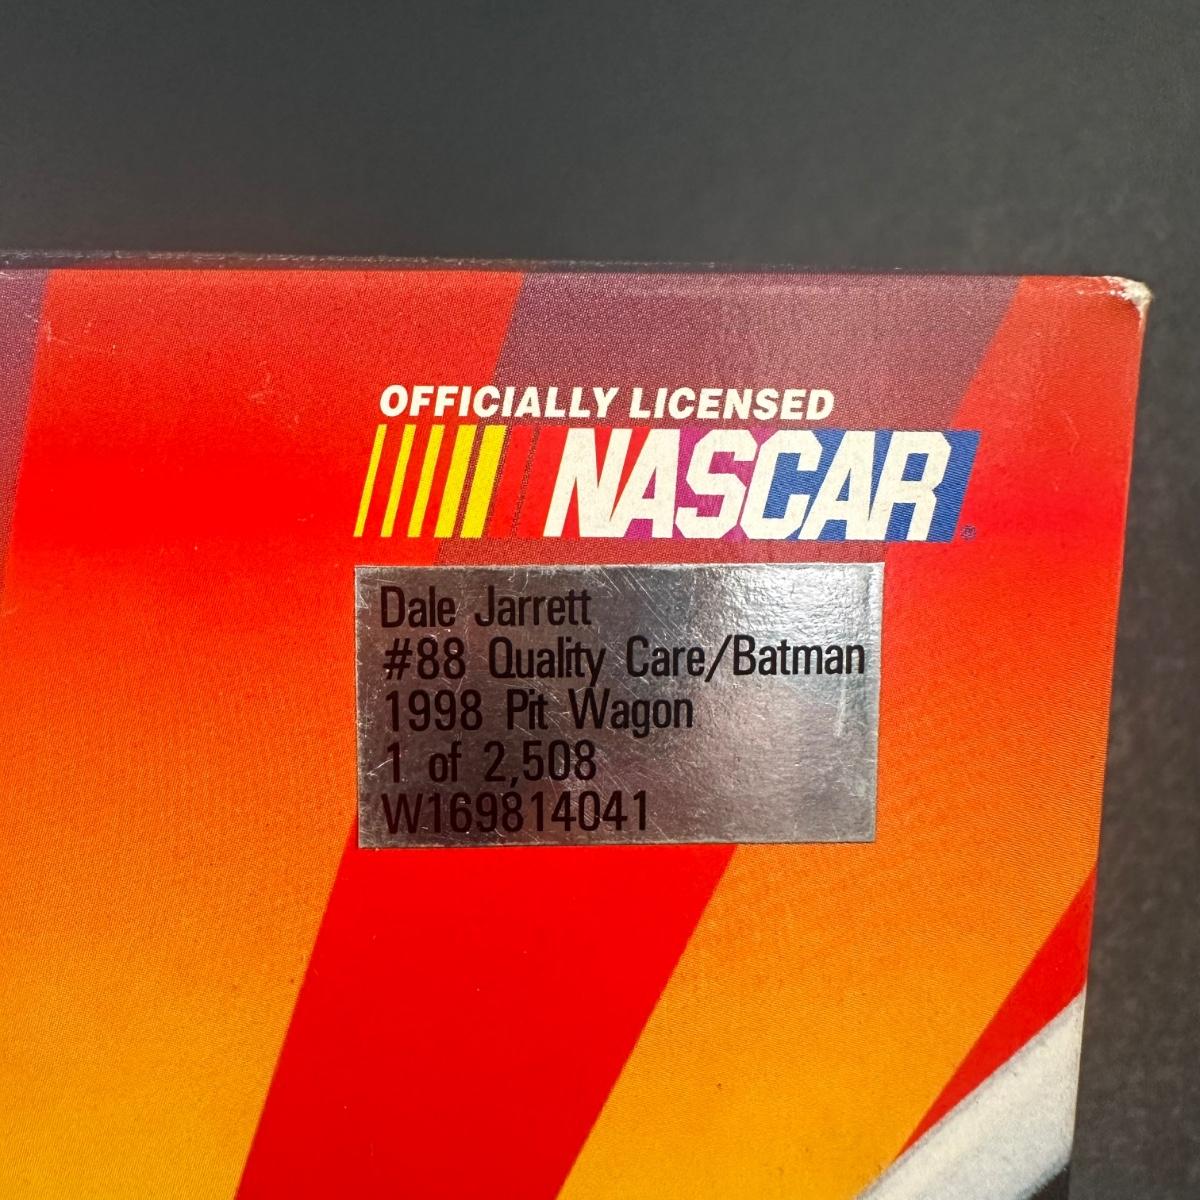 OFFICIALLY LICENSED
NASCAR
Dale Jarrett
#88 Quality Care/Batman
1998 Pit Wagon
1 of 2,508
W169814041